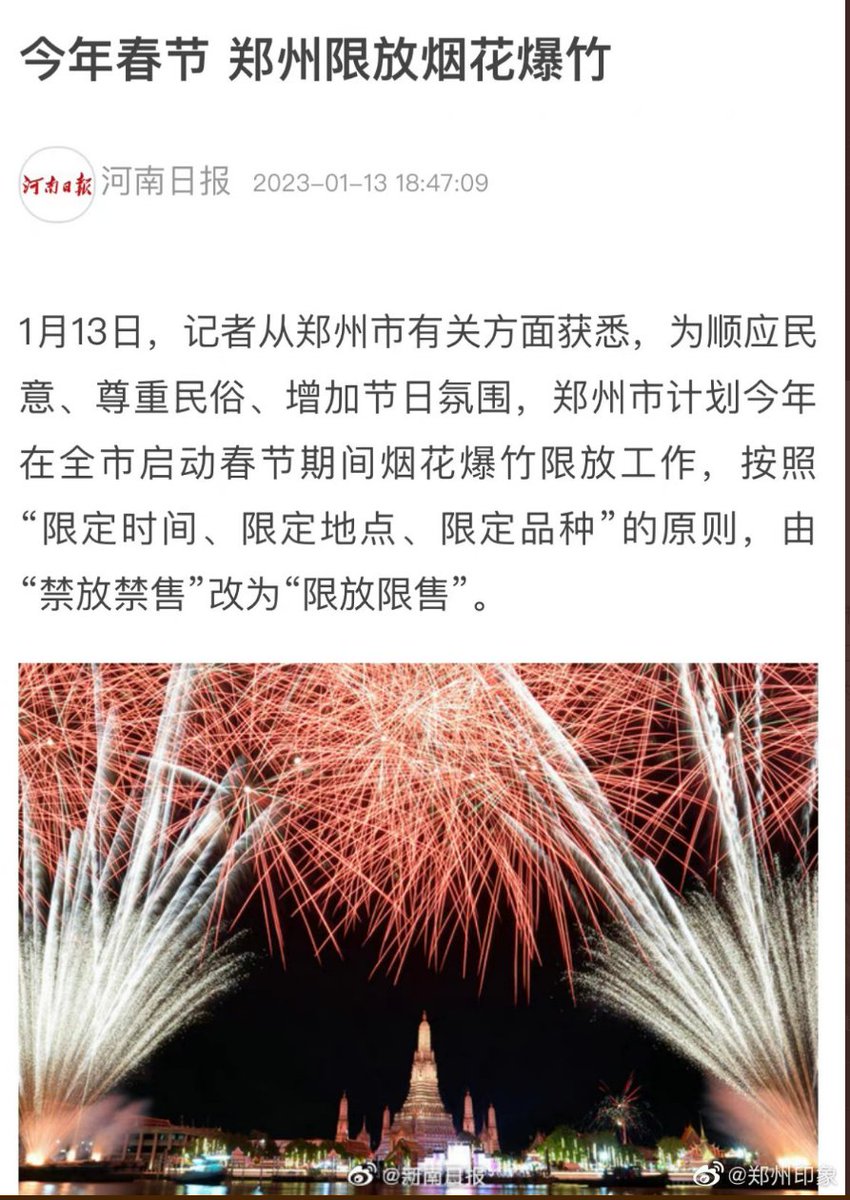 今年春节 郑州限放烟花爆竹
河南日报 河南日报 2023-01-13 18:47:09
1月13日，记者从郑州市有关方面获悉，为顺应民
意、尊重民俗、增加节日氛围，郑州市计划今年
在全市启动春节期间烟花爆竹限放工作，按照
“限定时间、限定地点、限定品种”的原则，由
“禁放禁售”改为“限放限售”。
@河南日报 @郑州印象